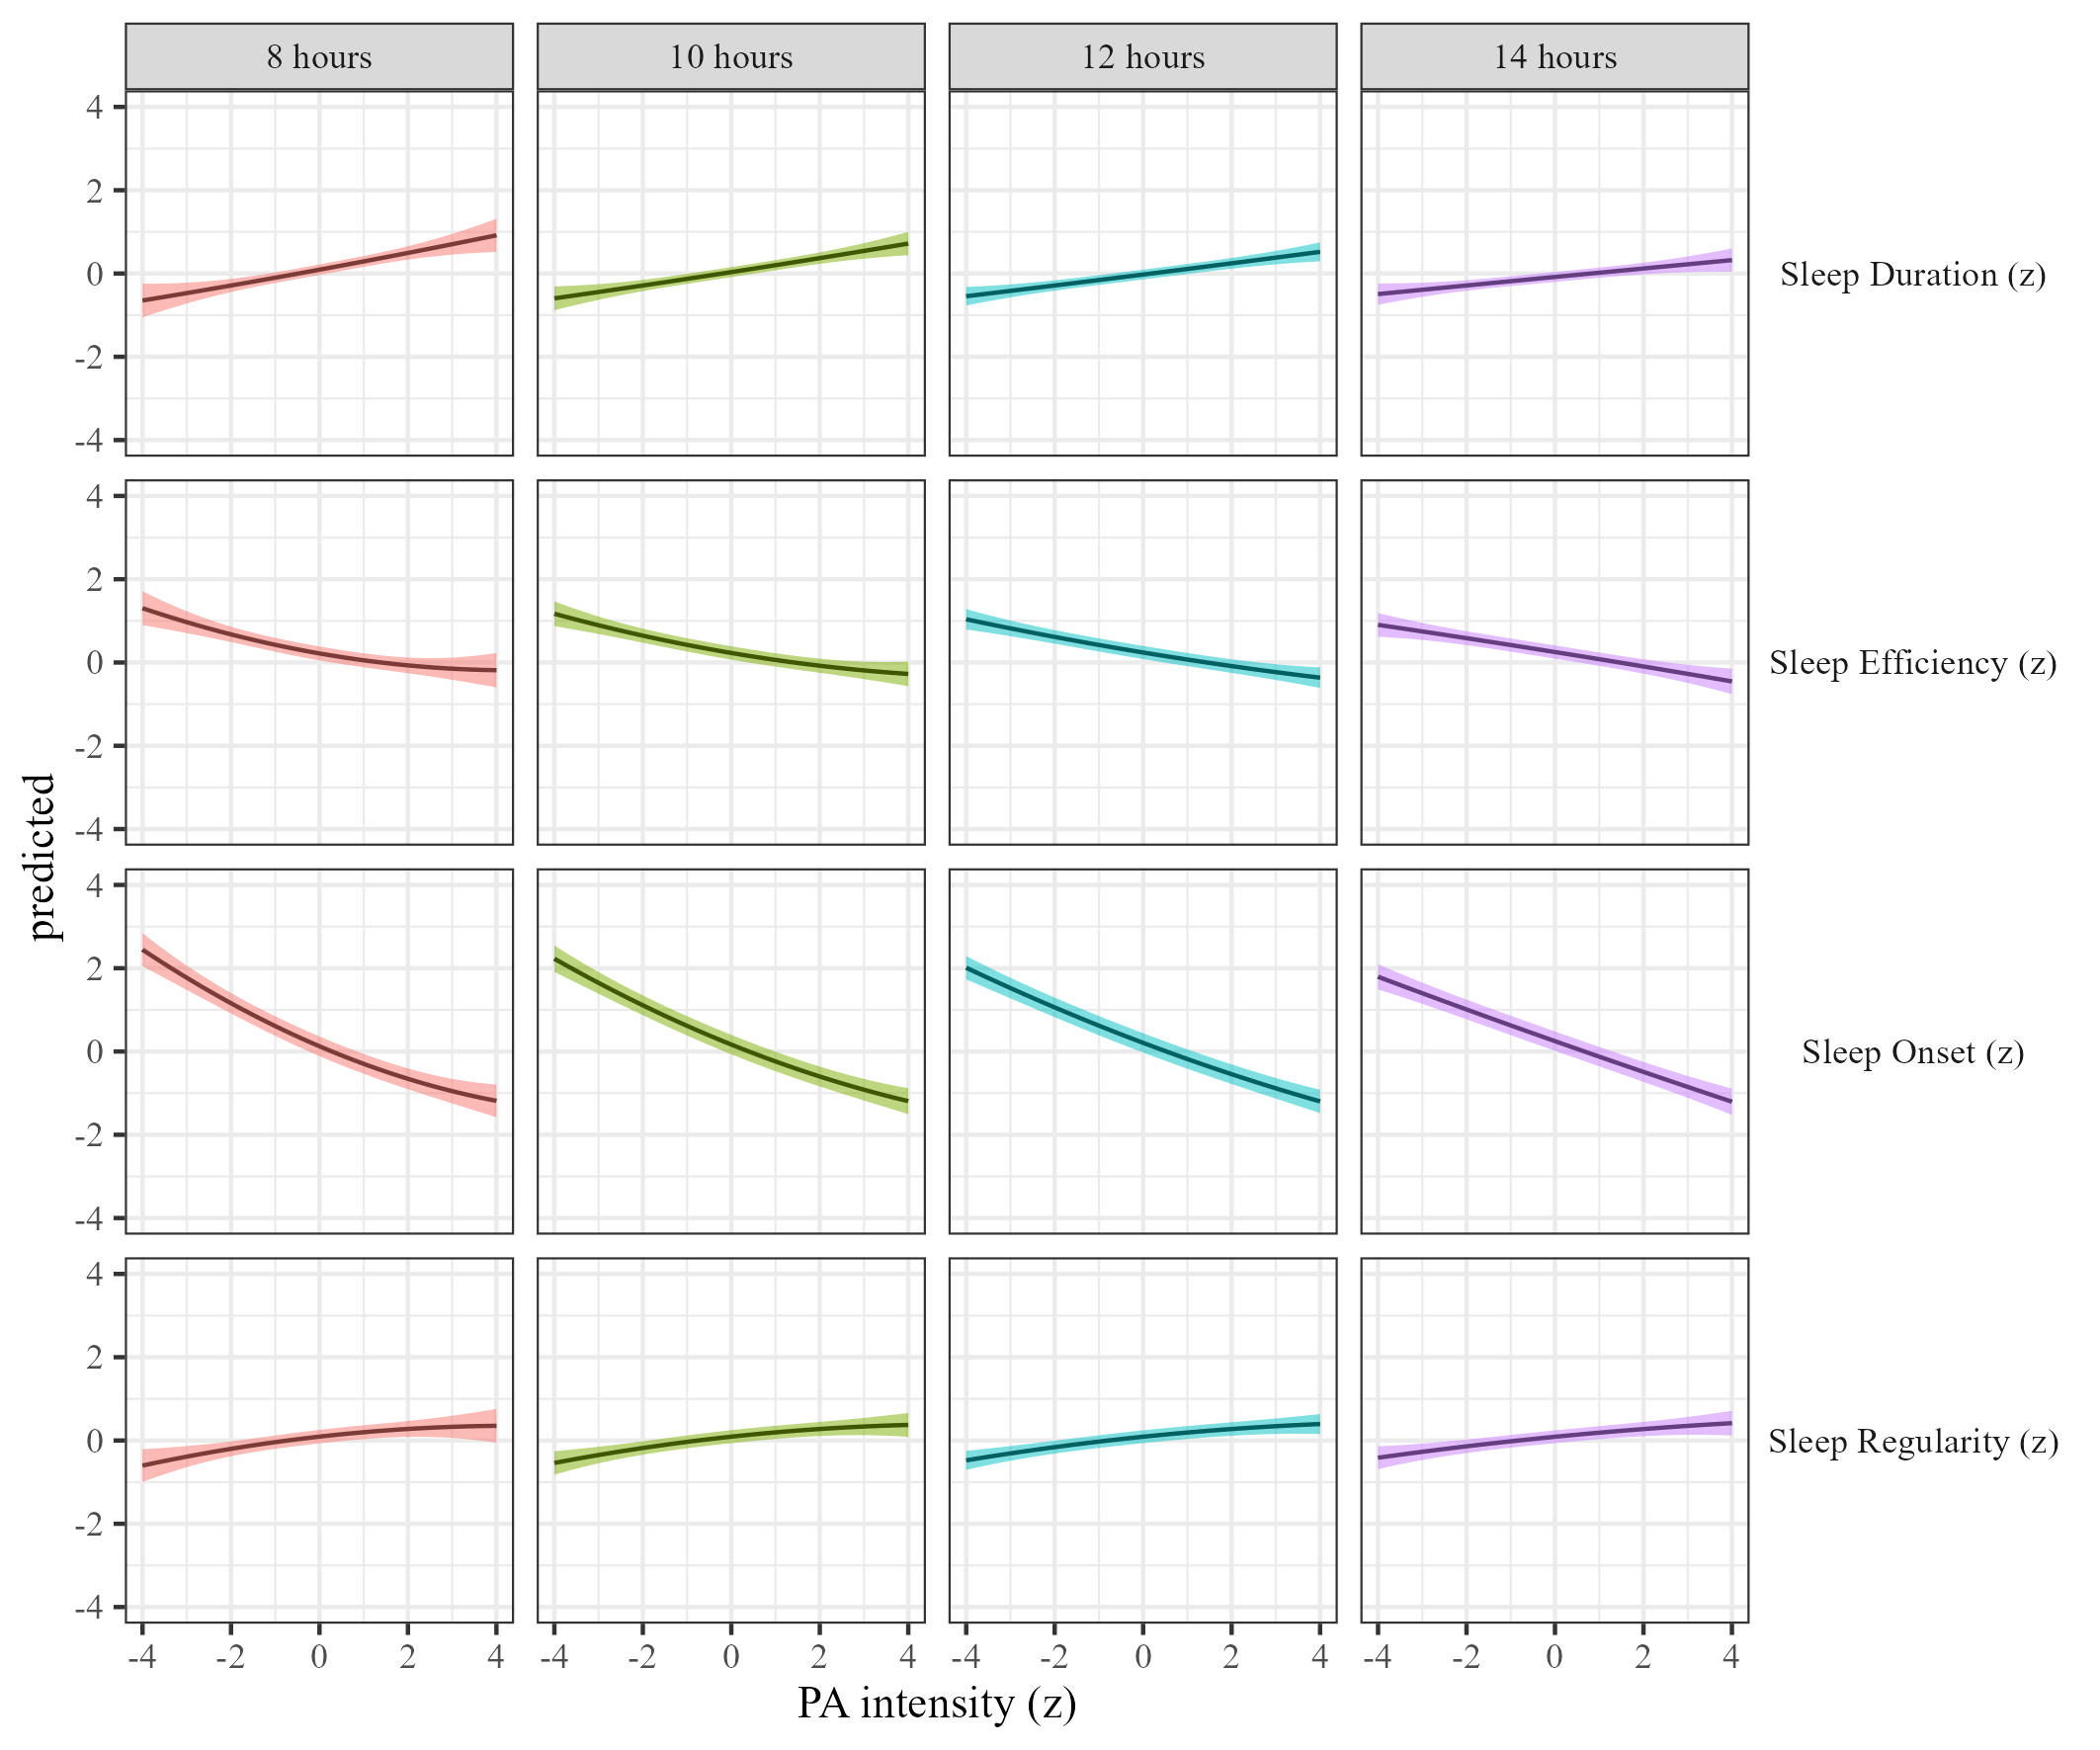 8 hours 10 hours 12 hours 14 hours
4
2
0
-2
-4
Sleep Duration (z)
4
2
0
-2
-4
Sleep Efficiency (z)
predicted
4
2
0
-2
-4
Sleep Onset (z)
4
2
0
-2
-4
Sleep Regularity (z)
-4 -2 0 2 4 -4 -2 0 2 4 -4 -2 0 2 4 -4 -2 0 2 4
PA intensity (z)